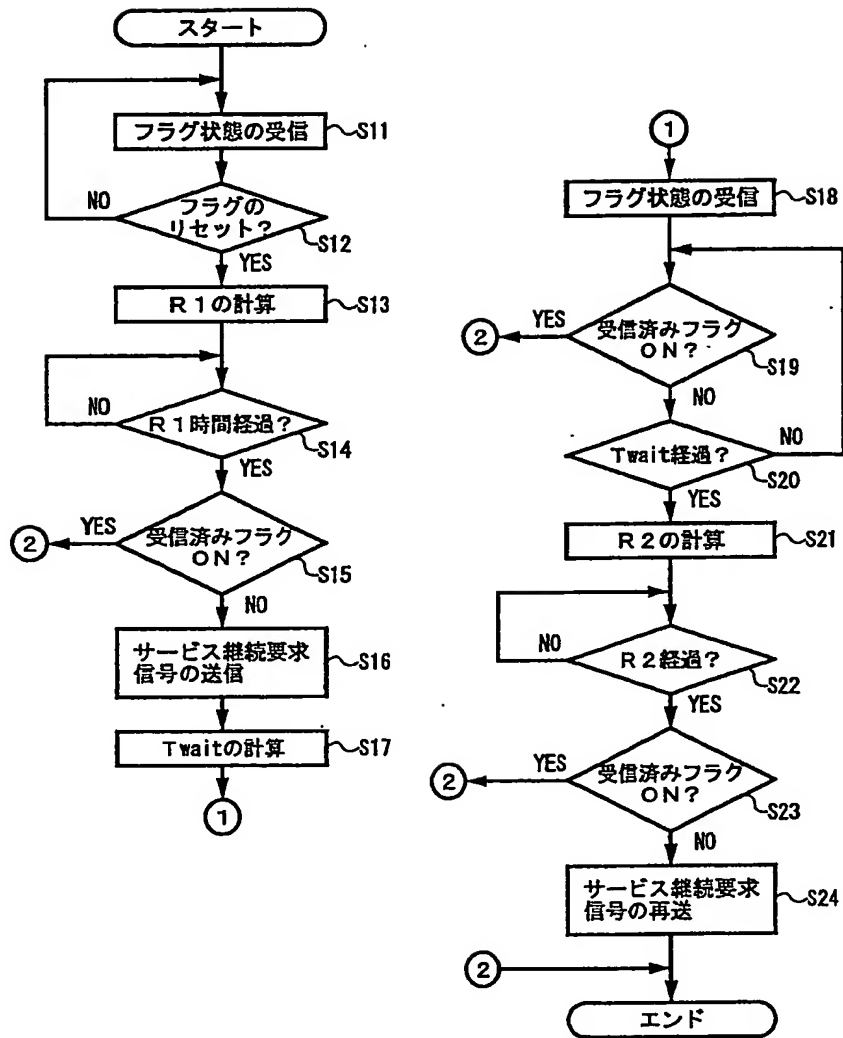 スタート
フラグ状態の受信
S11
フラグの
リセット?
S12
NO
YES
R1の計算
S13
R1時間経過?
S14
NO
YES
受信済みフラグ
ON?
S15
YES
②
NO
サービス継続要求
信号の送信
S16
Twaitの計算
S17
①
①
フラグ状態の受信
S18
受信済みフラグ
ON?
S19
YES
②
NO
Twait経過?
S20
NO
YES
R2の計算
S21
R2経過?
S22
NO
YES
受信済みフラグ
ON?
S23
YES
②
NO
サービス継続要求
信号の再送
S24
②
エンド